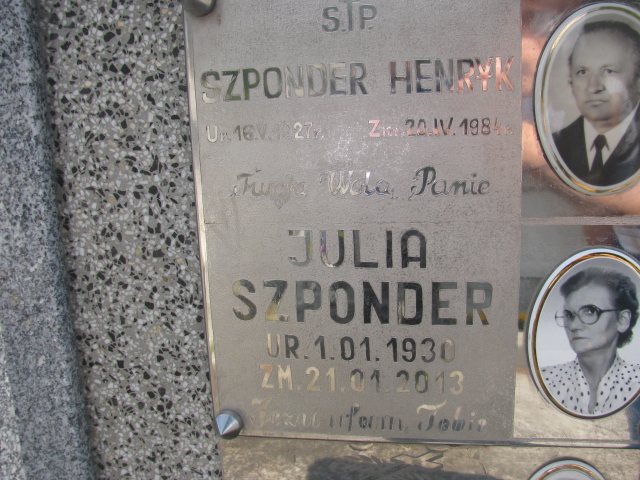 Ś.†P.
SZPONDER HENRYK
Ur. 16.V.1927r. Zm. 20.IV.1984r.
Twoja Wola Panie
JULIA
SZPONDER
UR. 1.01.1930
ZM. 21.01.2013
Jezu ufam Tobie